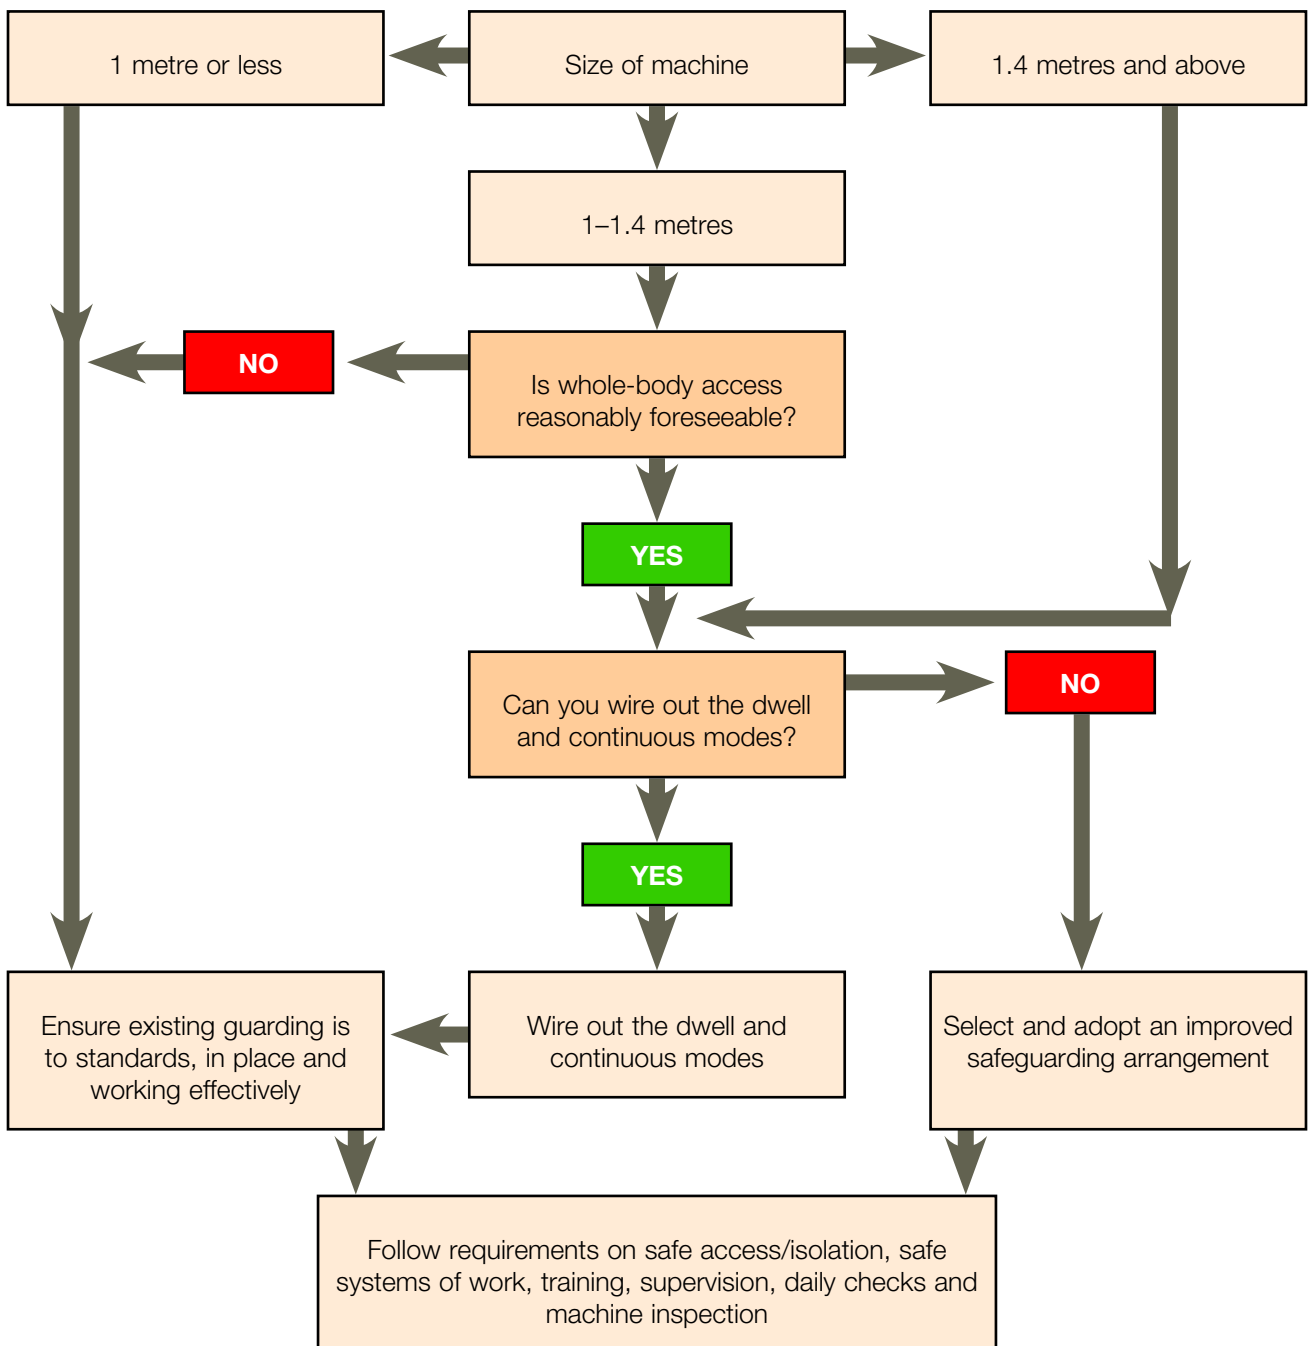 1 metre or less
Size of machine
1.4 metres and above
1–1.4 metres
NO
Is whole-body access
reasonably foreseeable?
YES
Can you wire out the dwell
and continuous modes?
NO
YES
Ensure existing guarding is
to standards, in place and
working effectively
Wire out the dwell and
continuous modes
Select and adopt an improved
safeguarding arrangement
Follow requirements on safe access/isolation, safe
systems of work, training, supervision, daily checks and
machine inspection